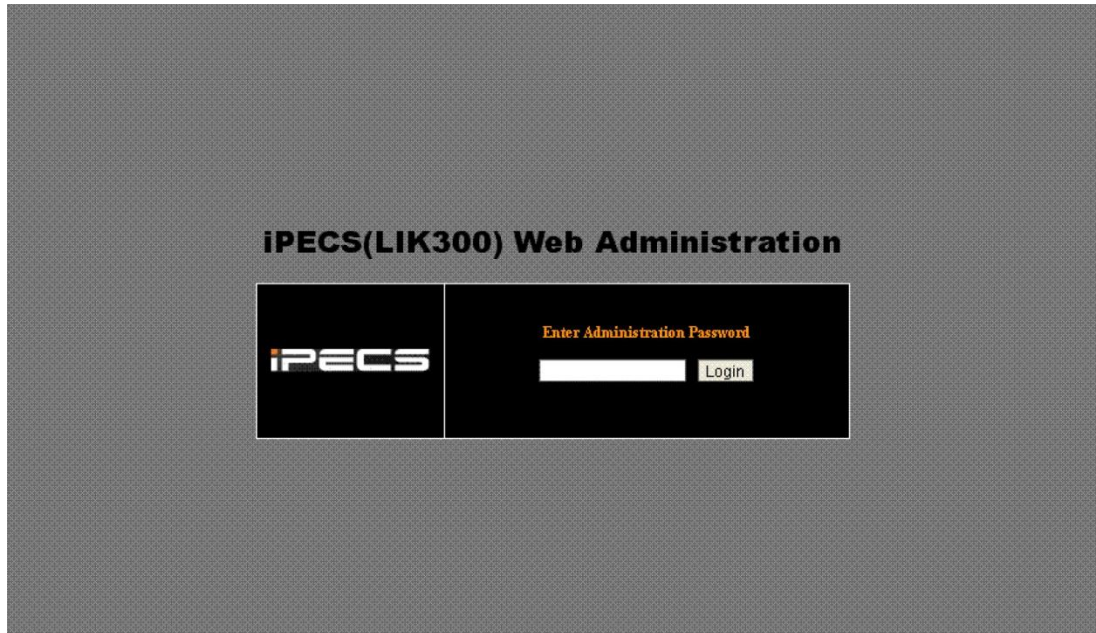 iPECS(LIK300) Web Administration
iPECS
Enter Administration Password
Login